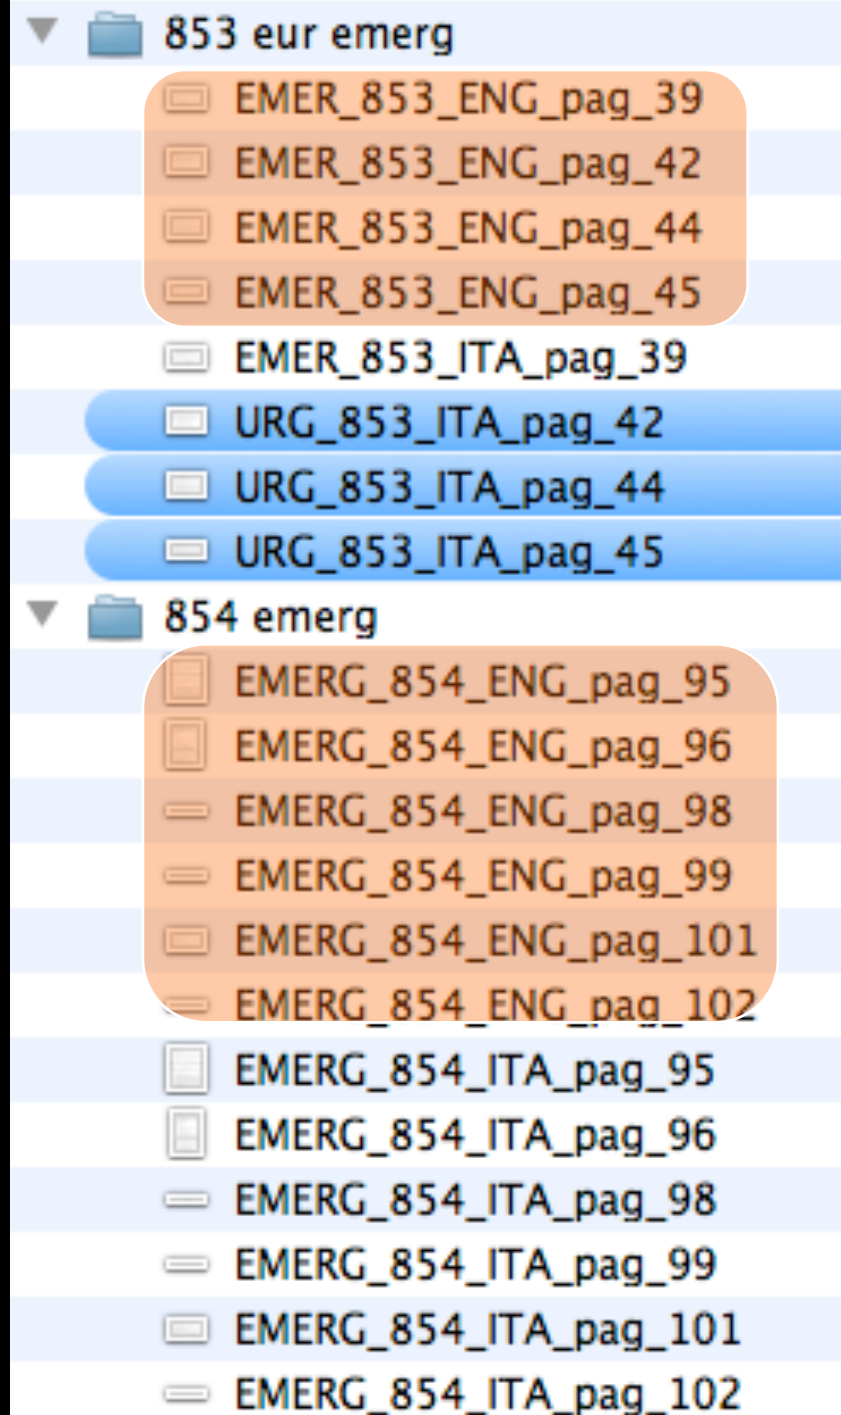 853 eur emerg
EMER_853_ENG_pag_39
EMER_853_ENG_pag_42
EMER_853_ENG_pag_44
EMER_853_ENG_pag_45
EMER_853_ITA_pag_39
URG_853_ITA_pag_42
URG_853_ITA_pag_44
URG_853_ITA_pag_45
854 emerg
EMERG_854_ENG_pag_95
EMERG_854_ENG_pag_96
EMERG_854_ENG_pag_98
EMERG_854_ENG_pag_99
EMERG_854_ENG_pag_101
EMERG_854_ENG_pag_102
EMERG_854_ITA_pag_95
EMERG_854_ITA_pag_96
EMERG_854_ITA_pag_98
EMERG_854_ITA_pag_99
EMERG_854_ITA_pag_101
EMERG_854_ITA_pag_102